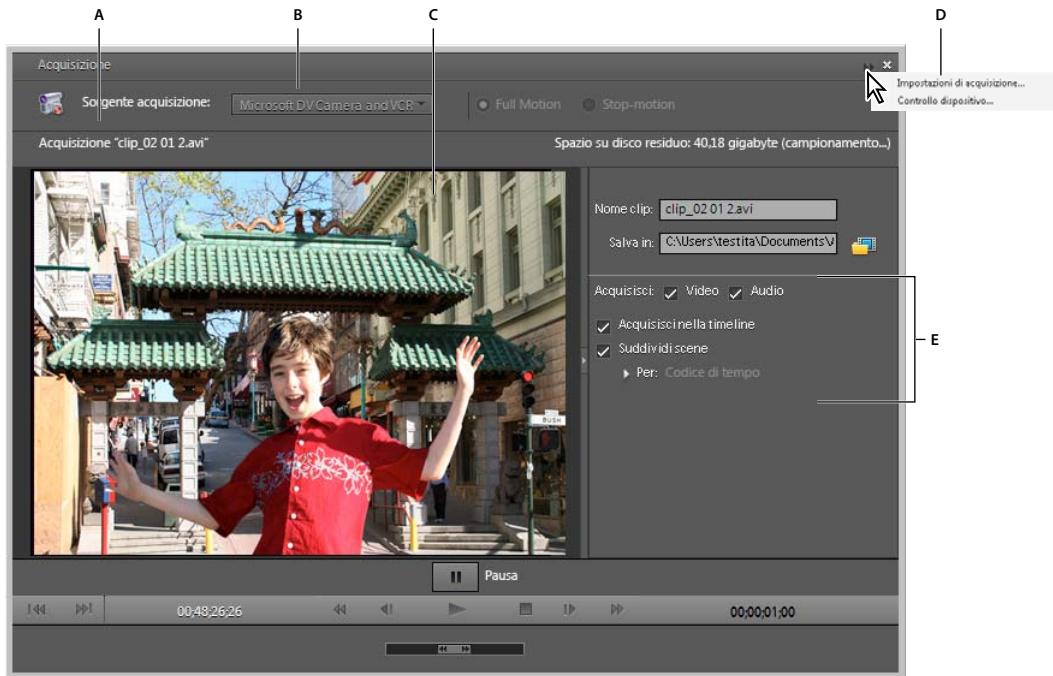 A
B
C
D
Acquisizione
Impostazioni di acquisizione...
Controllo dispositivo...
Sorgente acquisizione:
Microsoft DV Camera and VCR
Full Motion
Stop-motion
Acquisizione "clip_02 01 2.avi"
Spazio su disco residuo: 40,18 gigabyte (campionamento...)
Nome clip: clip_02 01 2.avi
Salva in: C:\Users\testita\Documents\
Acquisisci: Video Audio
E
Acquisisci nella timeline
Suddividi scene
Per: Codice di tempo
BUSH
Pausa
00;48;26;26
00;00;01;00